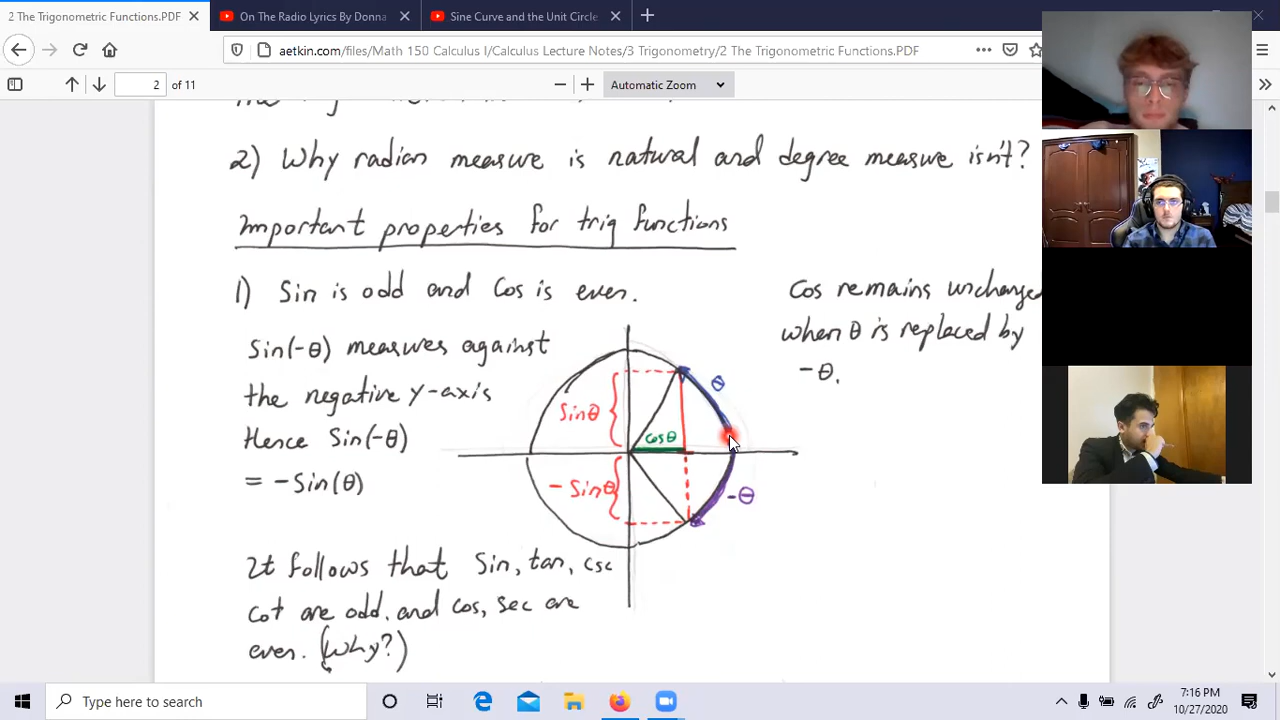 2 The Trigonometric Functions.PDF
On The Radio Lyrics By Donna
Sine Curve and the Unit Circle.
aetkin.com/files/Math 150 Calculus I/Calculus Lecture Notes/3 Trigonometry/2 The Trigonometric Functions.PDF
2 of 11
Automatic Zoom
2) Why radian measure is natural and degree measure isn't?
Important properties for trig functions
1) Sin is odd and Cos is even.
Sin(-θ) measures against
the negative y-axis
Hence Sin(-θ)
= -Sin(θ)
Cos remains unchanged
when θ is replaced by
-θ.
θ
Sinθ
cosθ
- Sinθ
-θ
It follows that Sin, tan, csc
cot are odd. and cos, sec are
even. (Why?)
Type here to search
7:16 PM
10/27/2020